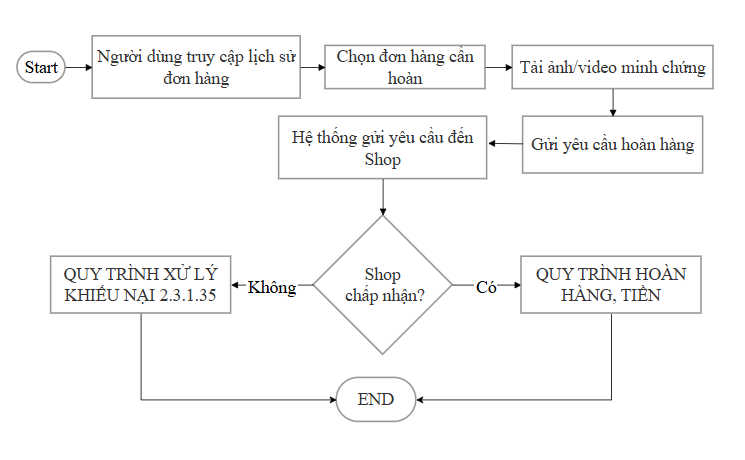 Start
Người dùng truy cập lịch sử
đơn hàng
Chọn đơn hàng cần
hoàn
Tải ảnh/video minh chứng
Gửi yêu cầu hoàn hàng
Hệ thống gửi yêu cầu đến
Shop
Shop
chấp nhận?
Không
Có
QUY TRÌNH XỬ LÝ
KHIẾU NẠI 2.3.1.35
QUY TRÌNH HOÀN
HÀNG, TIỀN
END